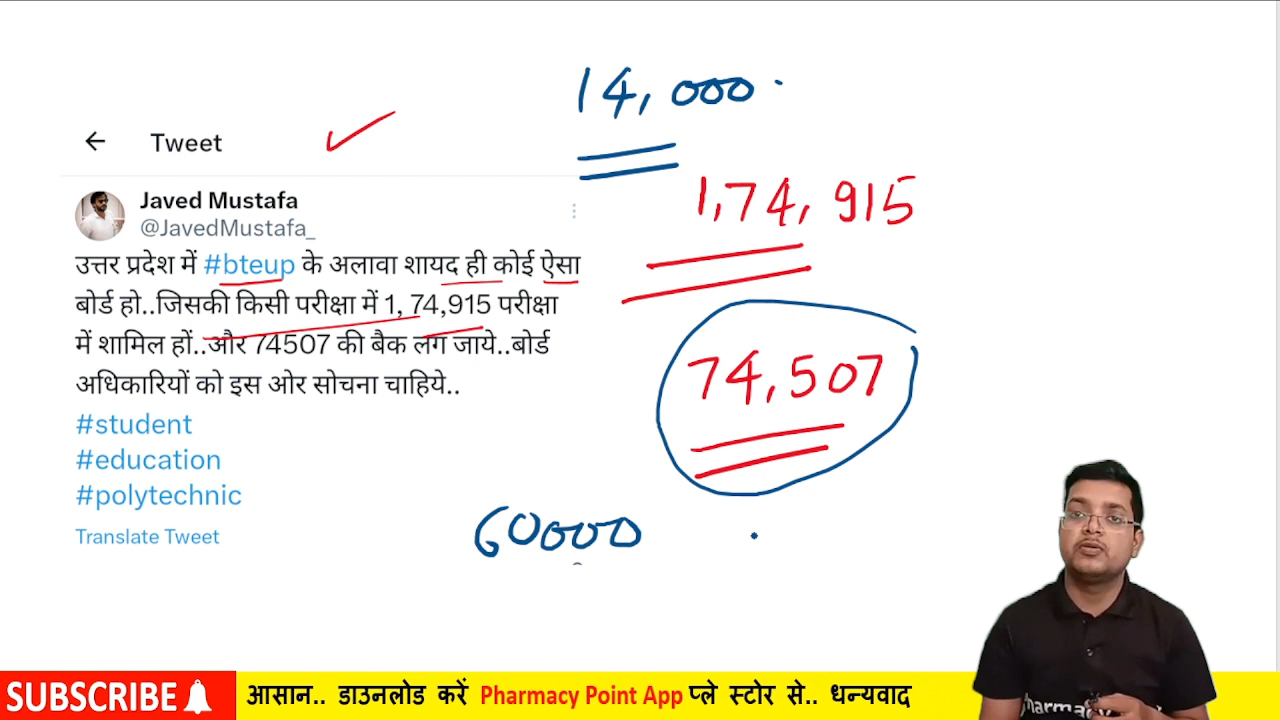 14,000
Tweet
1,74,915
Javed Mustafa
@JavedMustafa_
उत्तर प्रदेश में #bteup के अलावा शायद ही कोई ऐसा
बोर्ड हो..जिसकी किसी परीक्षा में 1, 74,915 परीक्षा
में शामिल हों..और 74507 की बैक लग जाये..बोर्ड
अधिकारियों को इस ओर सोचना चाहिये..
74,507
#student
#education
#polytechnic
Translate Tweet
60000
SUBSCRIBE
आसान.. डाउनलोड करें Pharmacy Point App प्ले स्टोर से.. धन्यवाद